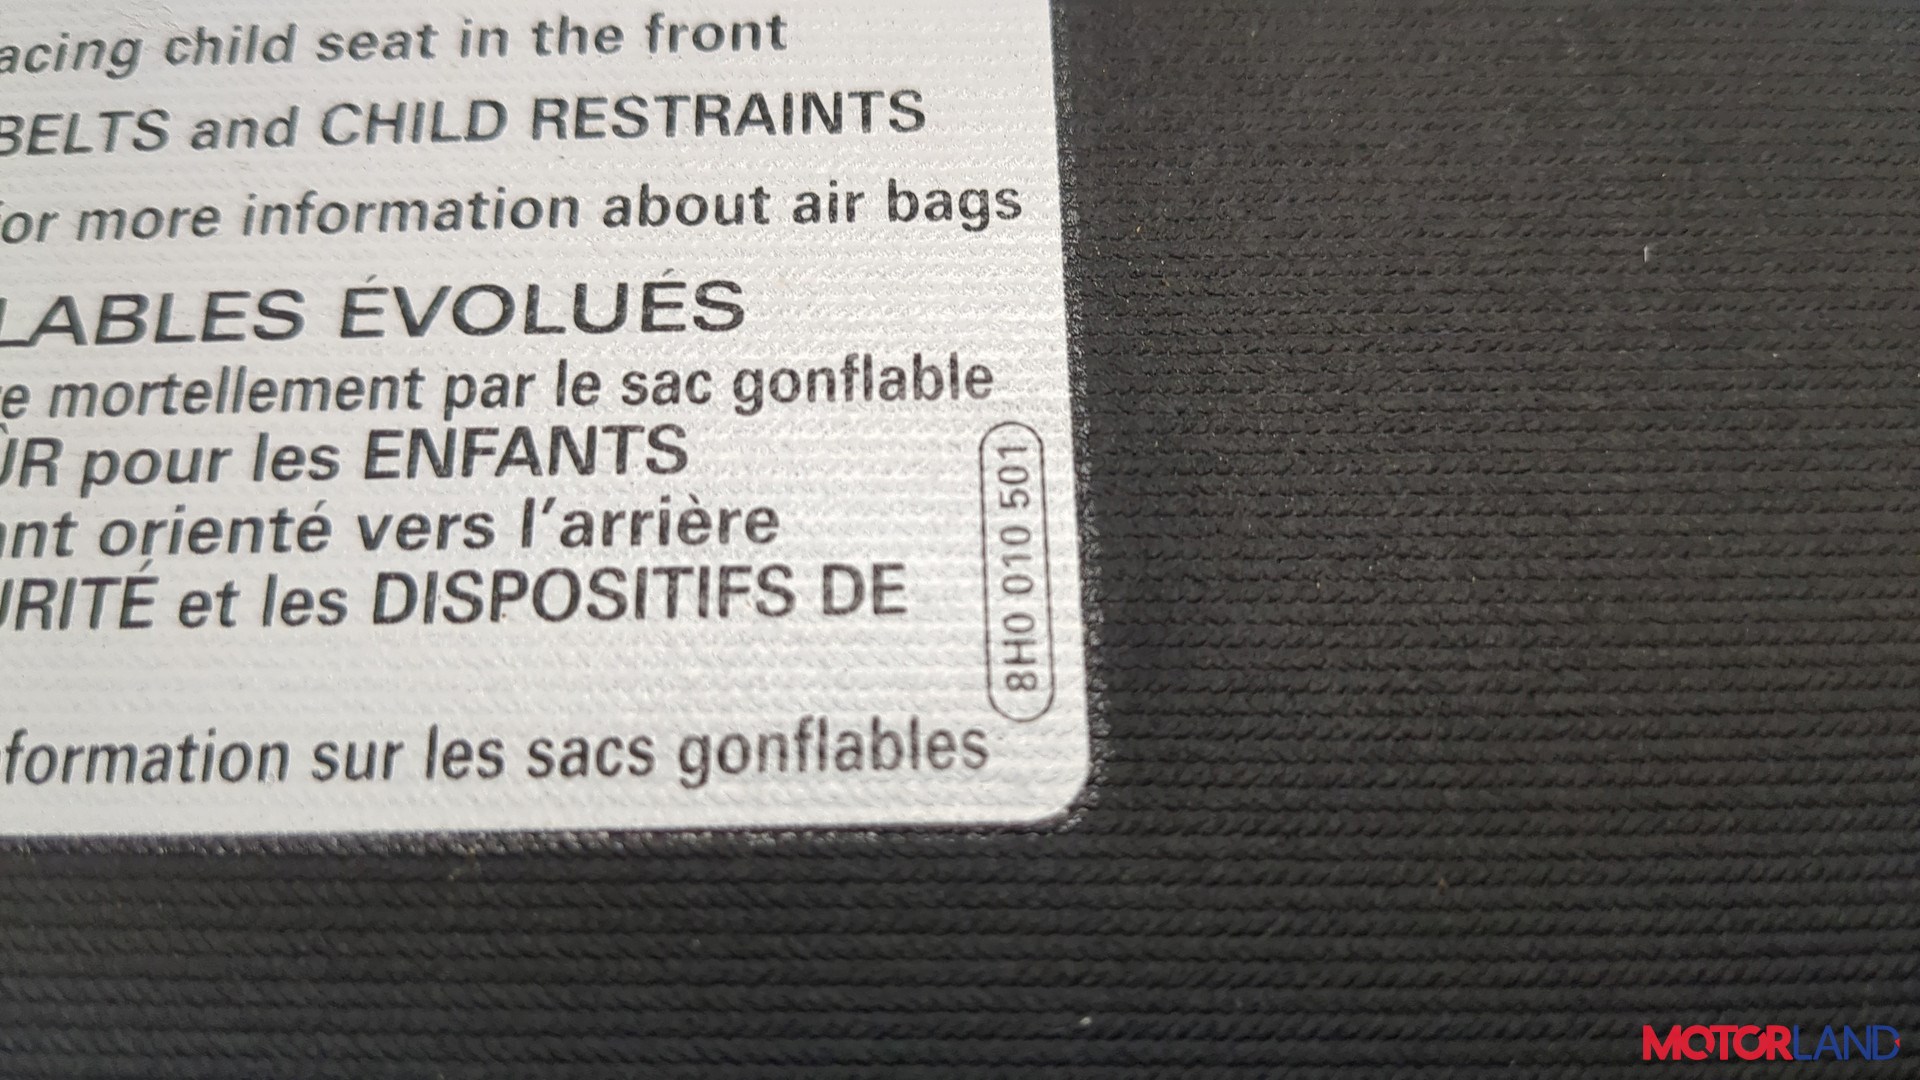 acing child seat in the front
BELTS and CHILD RESTRAINTS
for more information about air bags
LABLES ÉVOLUÉS
e mortellement par le sac gonflable
ÛR pour les ENFANTS
ant orienté vers l'arrière
URITÉ et les DISPOSITIFS DE
nformation sur les sacs gonflables
8H0 010 501
MOTORLAND